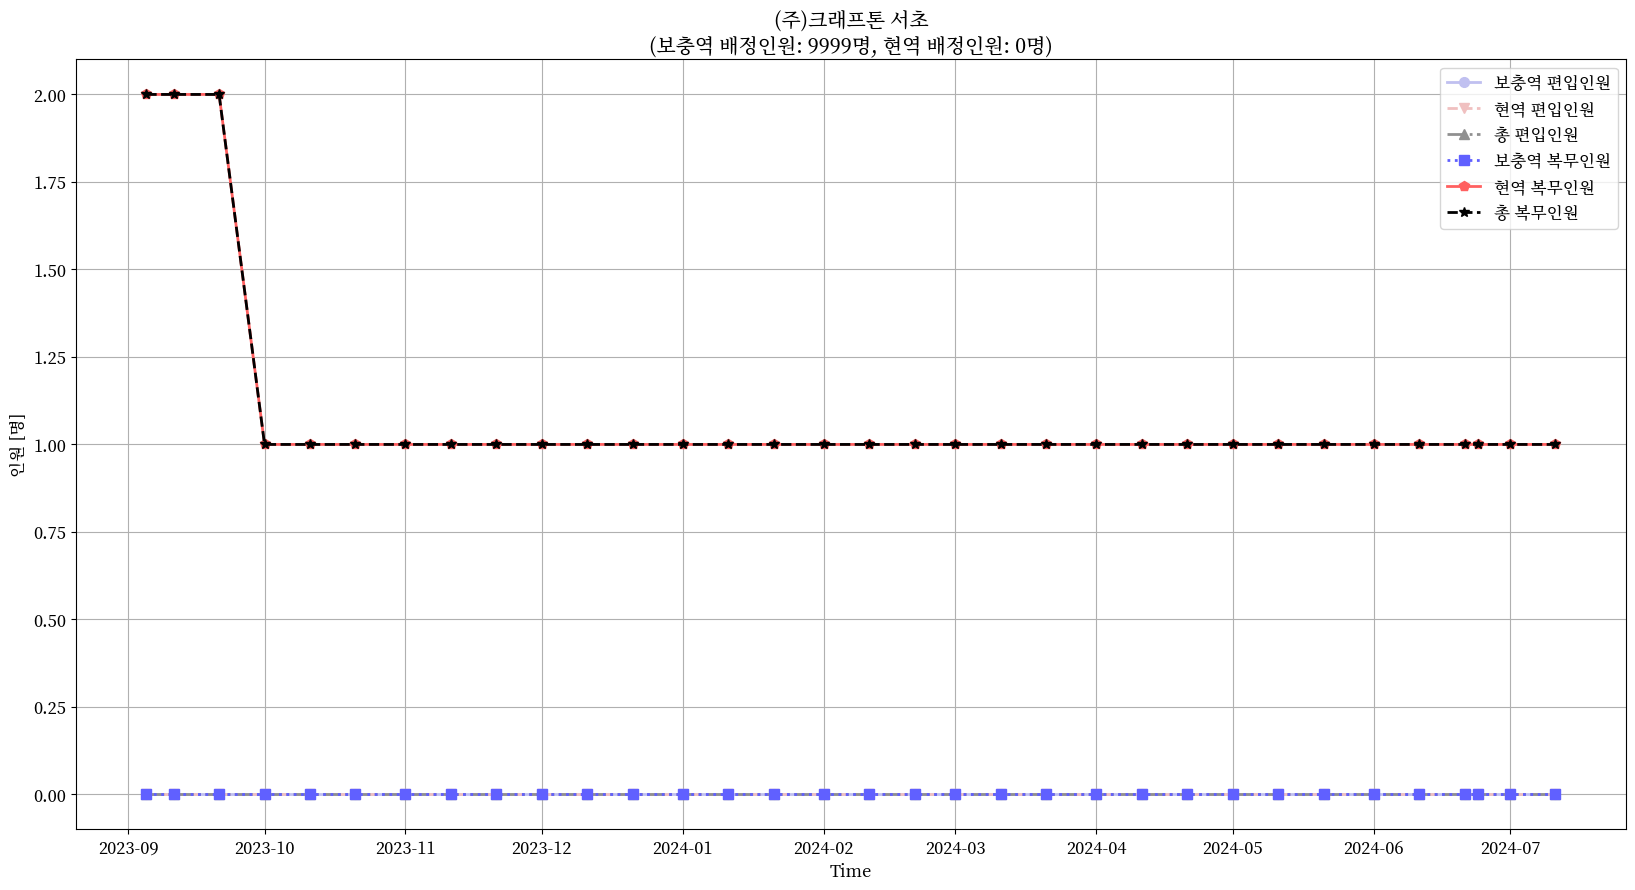 (주)크래프톤 서초
(보충역 배정인원: 9999명, 현역 배정인원: 0명)
보충역 편입인원
현역 편입인원
총 편입인원
보충역 복무인원
현역 복무인원
총 복무인원
인원 [명]
2.00
1.75
1.50
1.25
1.00
0.75
0.50
0.25
0.00
2023-09 2023-10 2023-11 2023-12 2024-01 2024-02 2024-03 2024-04 2024-05 2024-06 2024-07
Time